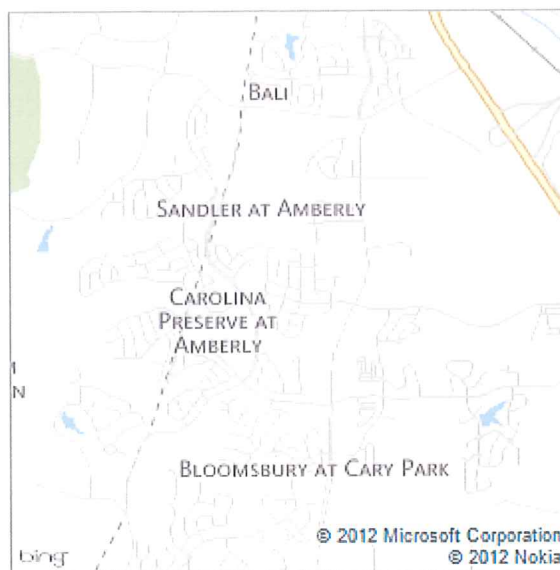 BALI
SANDLER AT AMBERLY
CAROLINA
PRESERVE AT
AMBERLY
N
BLOOMSBURY AT CARY PARK
© 2012 Microsoft Corporation
bing
© 2012 Nokia